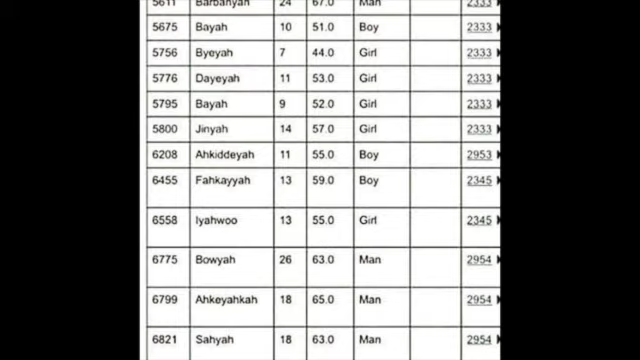 5611 Barbanyah 24 67.0 Man 2333
5675 Bayah 10 51.0 Boy 2333
5756 Byeyah 7 44.0 Girl 2333
5776 Dayeyah 11 53.0 Girl 2333
5795 Bayah 9 52.0 Girl 2333
5800 Jinyah 14 57.0 Girl 2333
6208 Ahkiddeyah 11 55.0 Boy 2953
6455 Fahkayyah 13 59.0 Boy 2345
6558 Iyahwoo 13 55.0 Girl 2345
6775 Bowyah 26 63.0 Man 2954
6799 Ahkeyahkah 18 65.0 Man 2954
6821 Sahyah 18 63.0 Man 2954